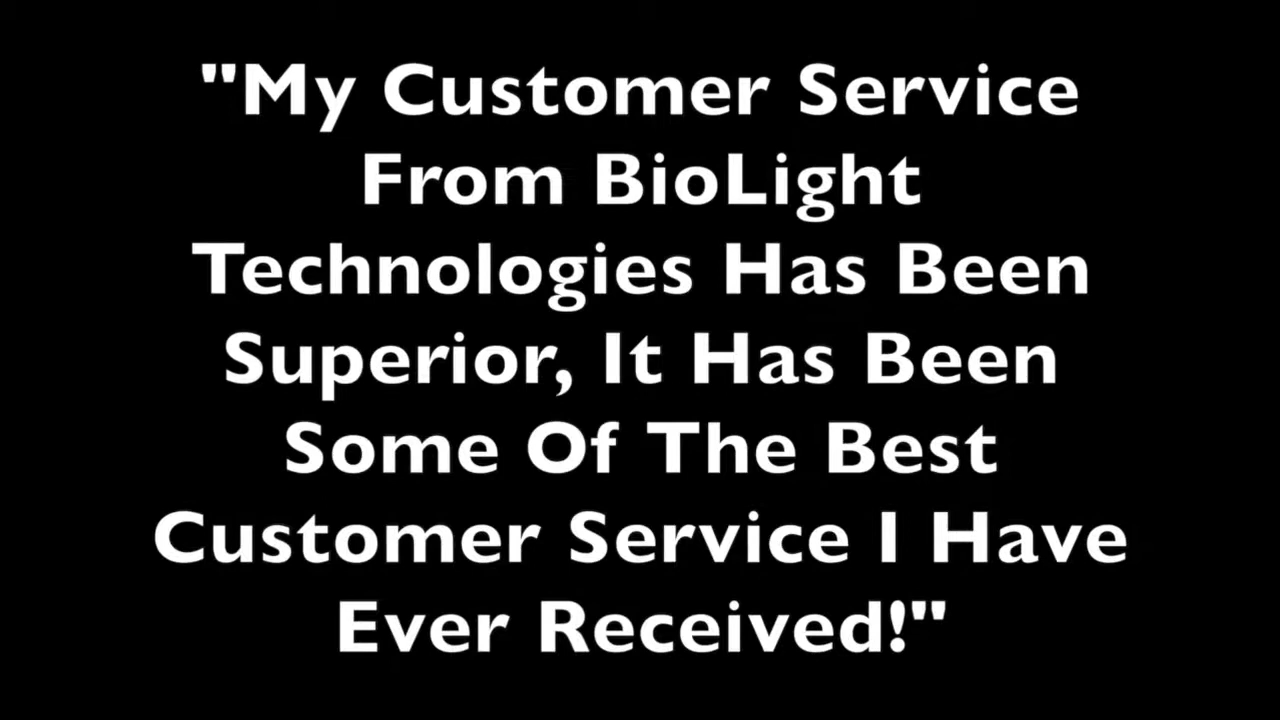 "My Customer Service
From BioLight
Technologies Has Been
Superior, It Has Been
Some Of The Best
Customer Service I Have
Ever Received!"